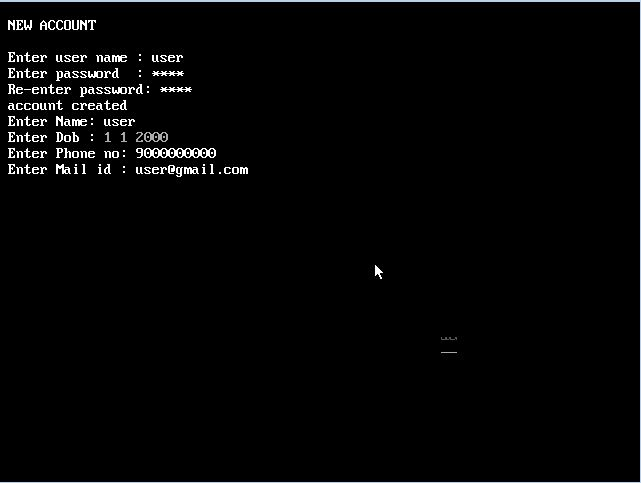 NEW ACCOUNT
Enter user name : user
Enter password  : ****
Re-enter password: ****
account created
Enter Name: user
Enter Dob : 1 1 2000
Enter Phone no: 9000000000
Enter Mail id : user@gmail.com